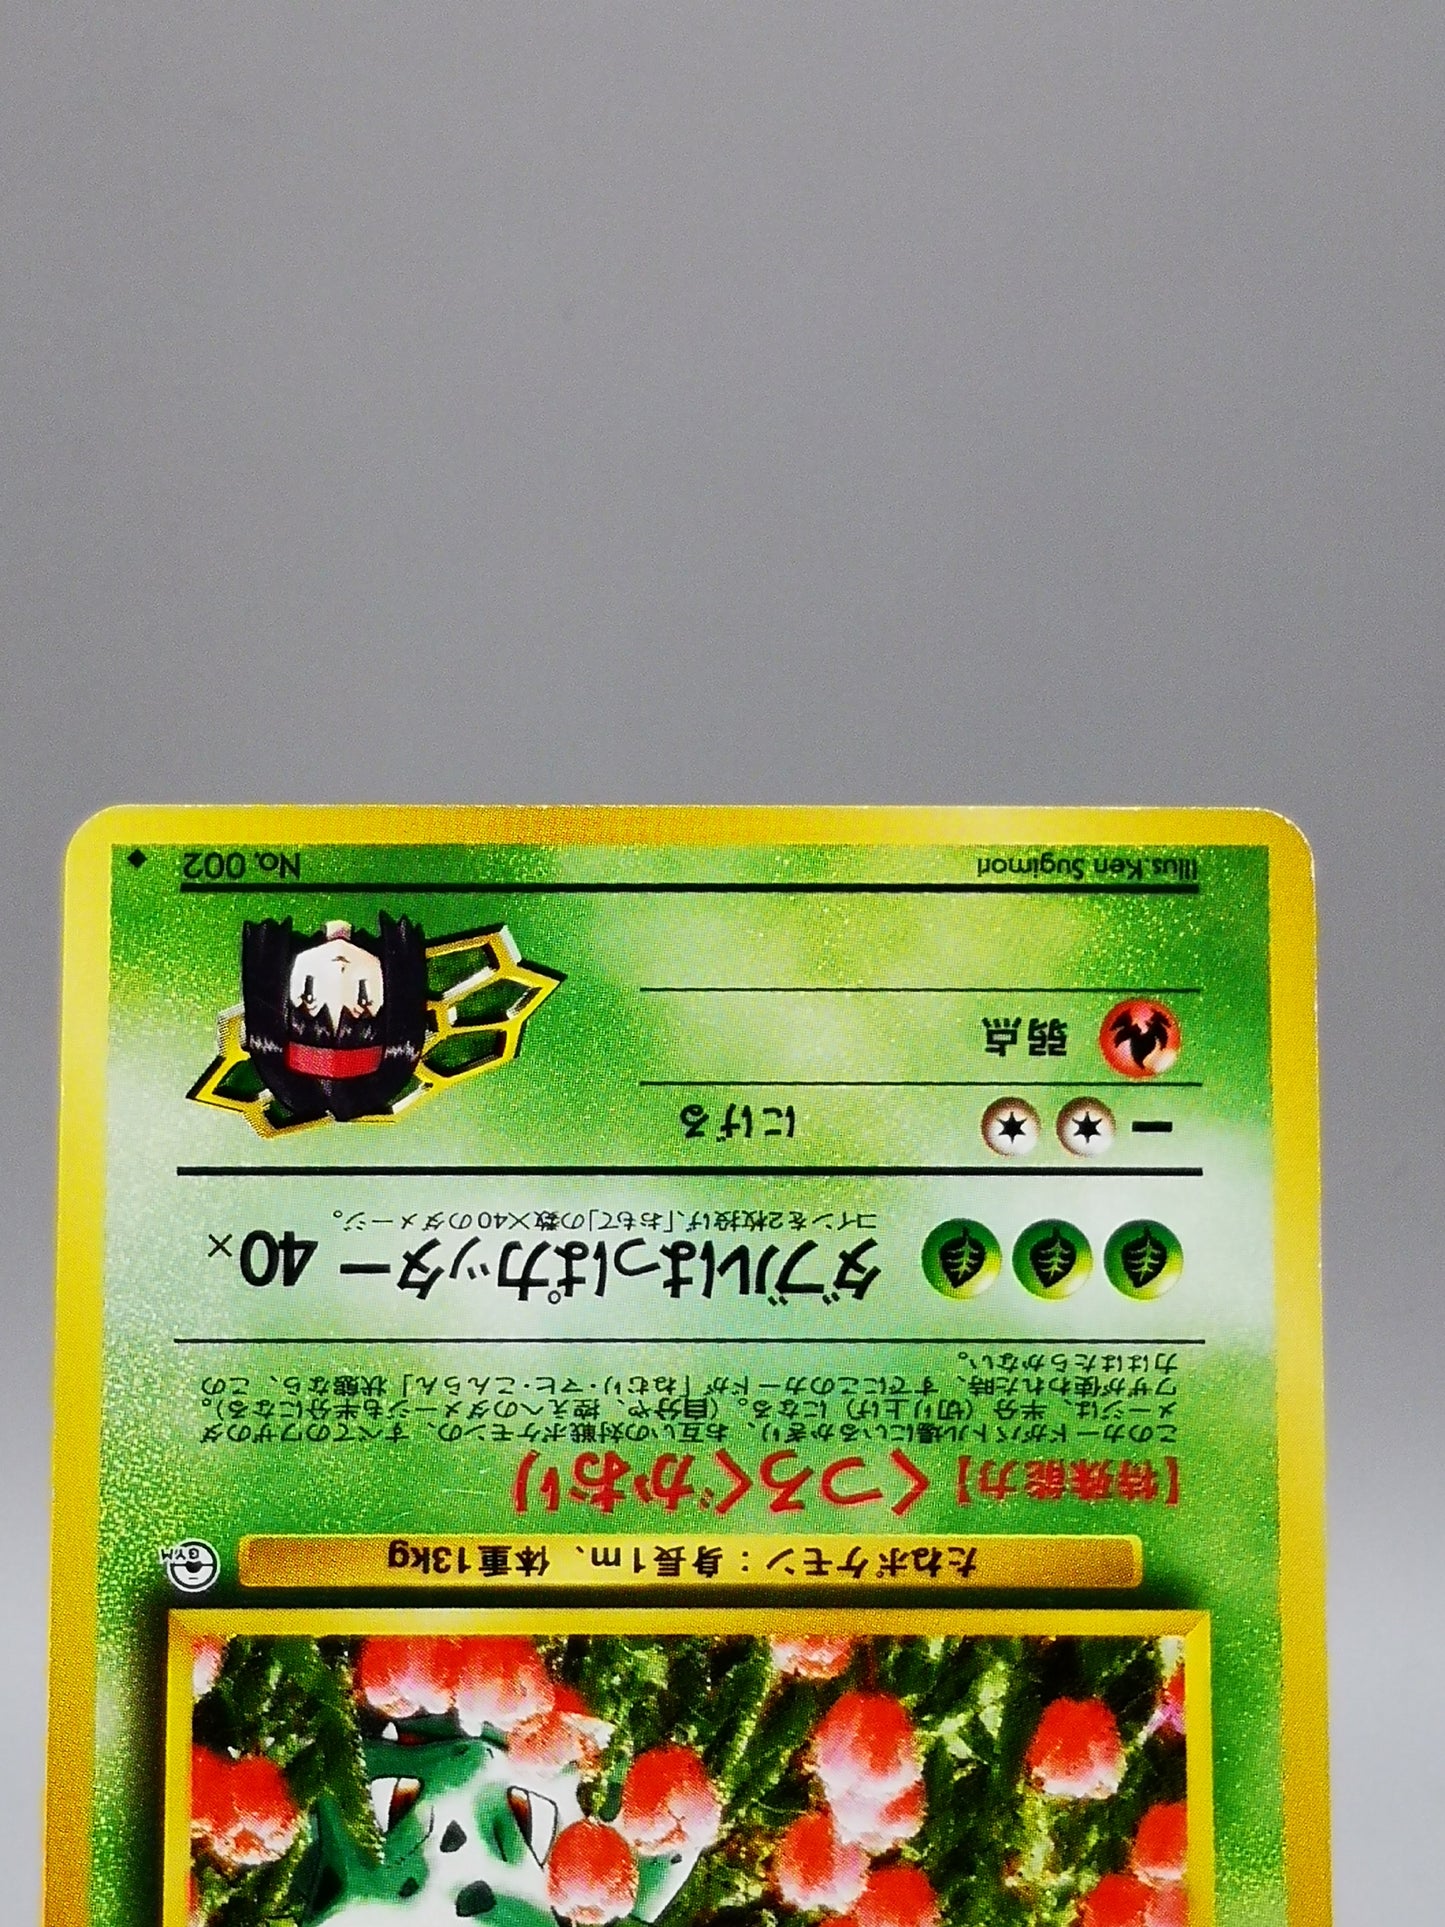 GYM
たねポケモン：身長1m、体重13kg
【特殊能力】くつろぐかおり
このカードがバトル場にいるかぎり、お互いの対戦ポケモンの、すべてのワザのダ
メージは、半分（切り上げ）になる。（自分や、控えへのダメージも半分になる）。
ワザが使われた時、すでにこのカードが「ねむり・マヒ・こんらん」状態なら、この
力ははたらかない。
ダブルはっぱカッター 40×
コインを2枚投げ、「おもて」の数×40のダメージ。
ー にげる
弱点
Illus.Ken Sugimori No. 002